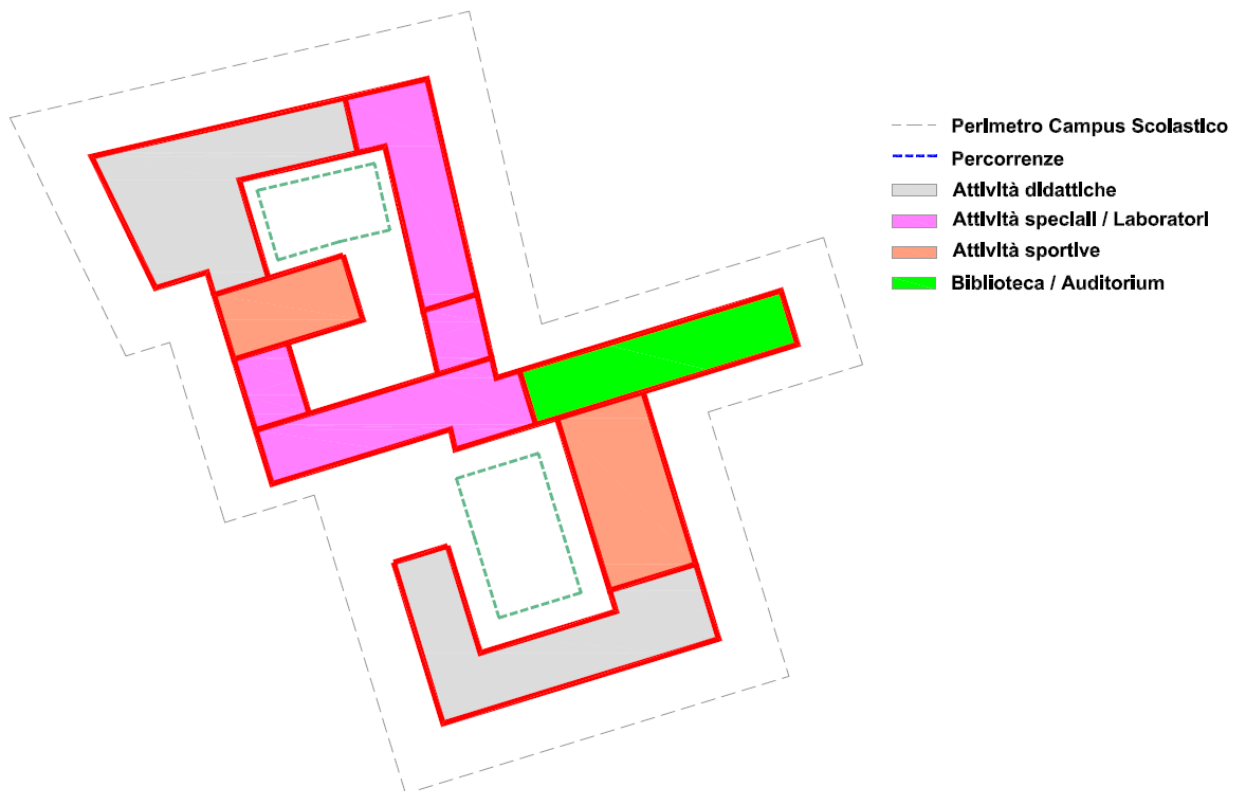 Perimetro Campus Scolastico
Percorrenze
Attività didattiche
Attività speciali / Laboratori
Attività sportive
Biblioteca / Auditorium